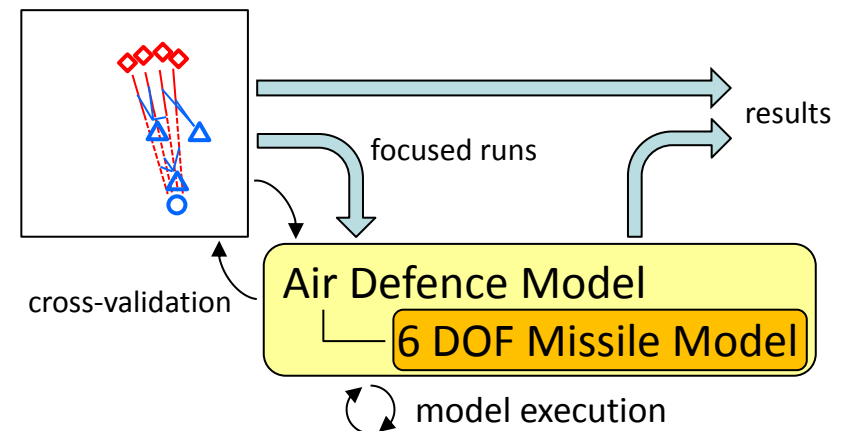 results
focused runs
cross-validation
Air Defence Model
6 DOF Missile Model
model execution